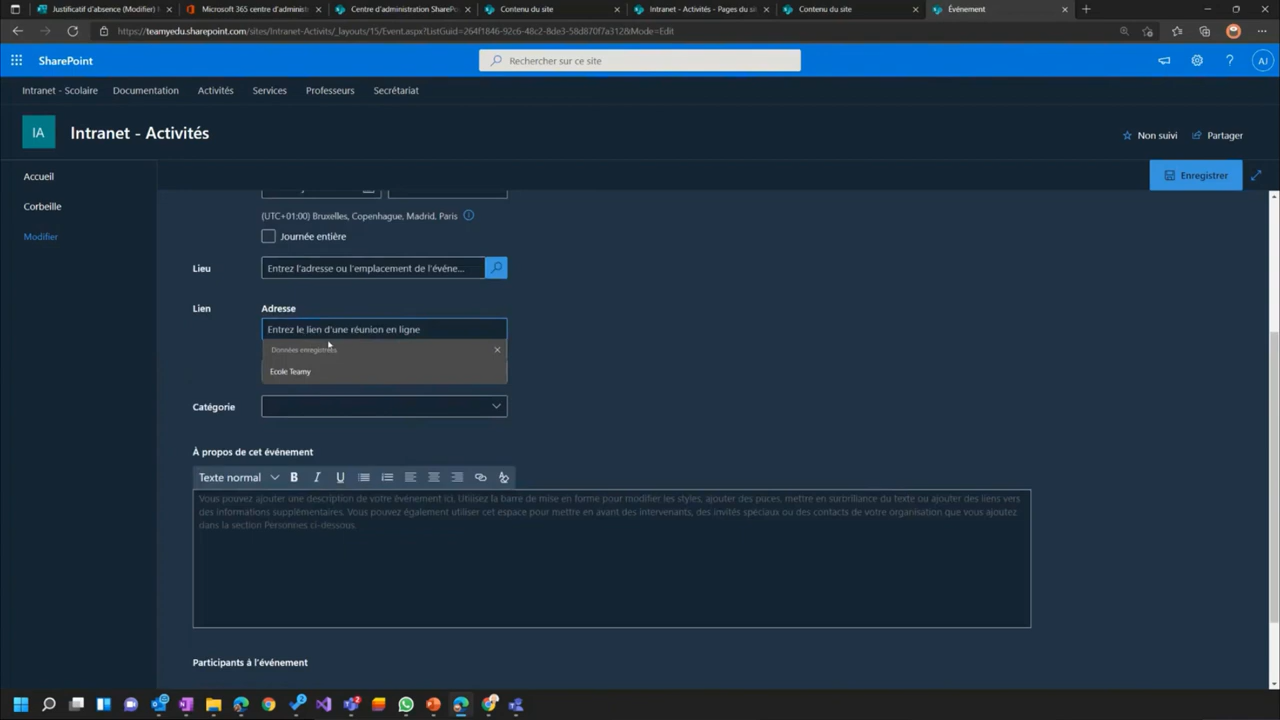 Justificatif d'absence (Modifier)
Microsoft 365 centre d'adminis
Centre d'administration SharePo
Contenu du site
Intranet - Activités - Pages du si
Contenu du site
Événement
https://teamyedu.sharepoint.com/sites/Intranet-Activits/_layouts/15/Event.aspx?ListGuid=264f1846-92c6-48c2-8de3-58d870f7a312&Mode=Edit
SharePoint
Rechercher sur ce site
AJ
Intranet - Scolaire
Documentation
Activités
Services
Professeurs
Secrétariat
IA
Intranet - Activités
Non suivi
Partager
Accueil
Enregistrer
Corbeille
(UTC+01:00) Bruxelles, Copenhague, Madrid, Paris
Modifier
Journée entière
Lieu
Entrez l'adresse ou l'emplacement de l'événe...
Lien
Adresse
Entrez le lien d'une réunion en ligne
Données enregistrées
Ecole Teamy
Catégorie
À propos de cet événement
Texte normal
B
I
U
Vous pouvez ajouter une description de votre événement ici. Utilisez la barre de mise en forme pour modifier les styles, ajouter des puces, mettre en surbrillance du texte ou ajouter des liens vers
des informations supplémentaires. Vous pouvez également utiliser cet espace pour mettre en avant des intervenants, des invités spéciaux ou des contacts de votre organisation que vous ajoutez
dans la section Personnes ci-dessous.
Participants à l'événement